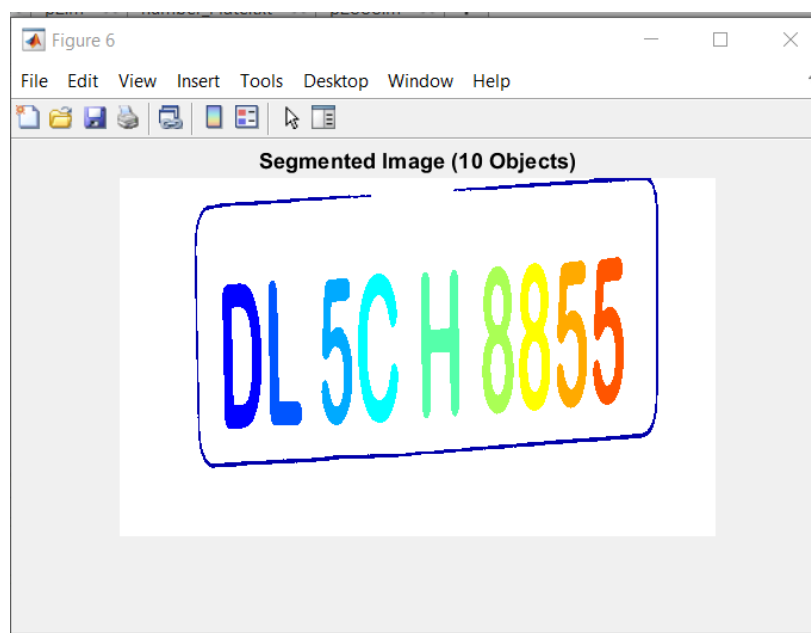 Figure 6
File Edit View Insert Tools Desktop Window Help
Segmented Image (10 Objects)
DL 5C H 8855